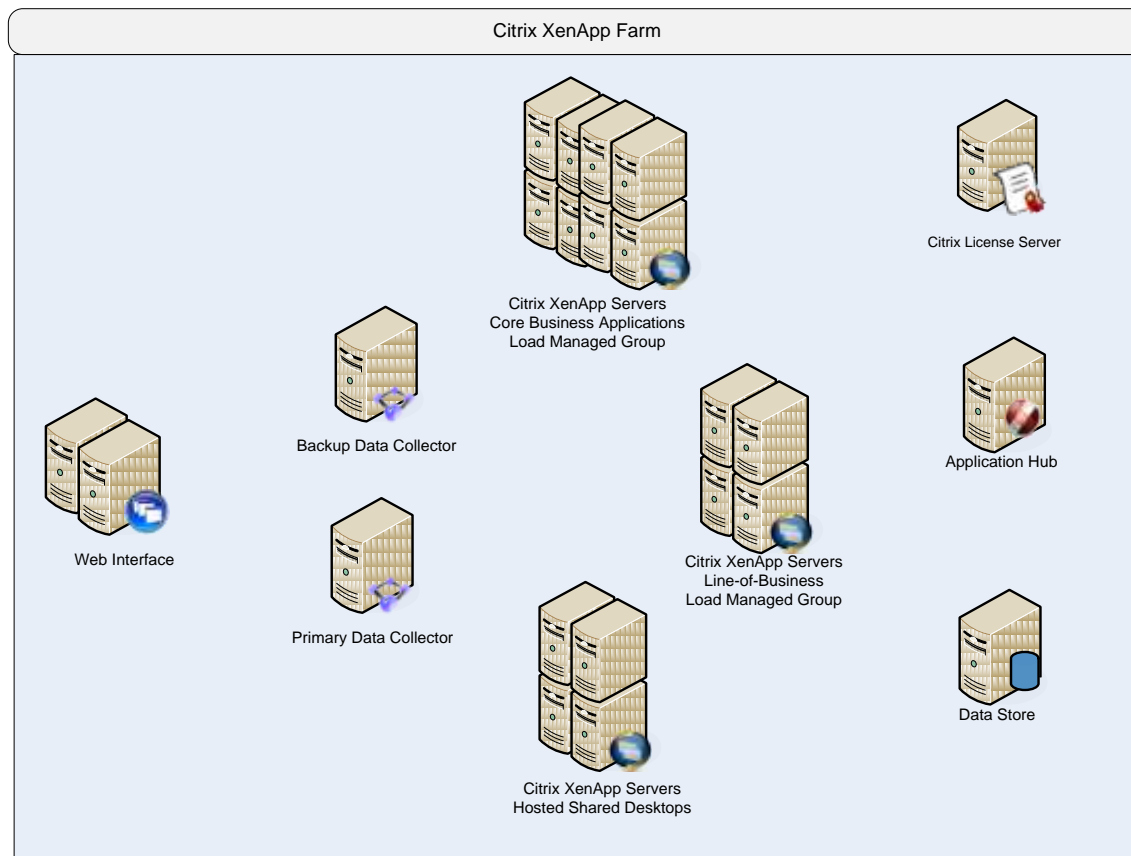 Citrix XenApp Farm
Citrix XenApp Servers
Core Business Applications
Load Managed Group
Citrix License Server
Backup Data Collector
Application Hub
Web Interface
Citrix XenApp Servers
Line-of-Business
Load Managed Group
Primary Data Collector
Data Store
Citrix XenApp Servers
Hosted Shared Desktops